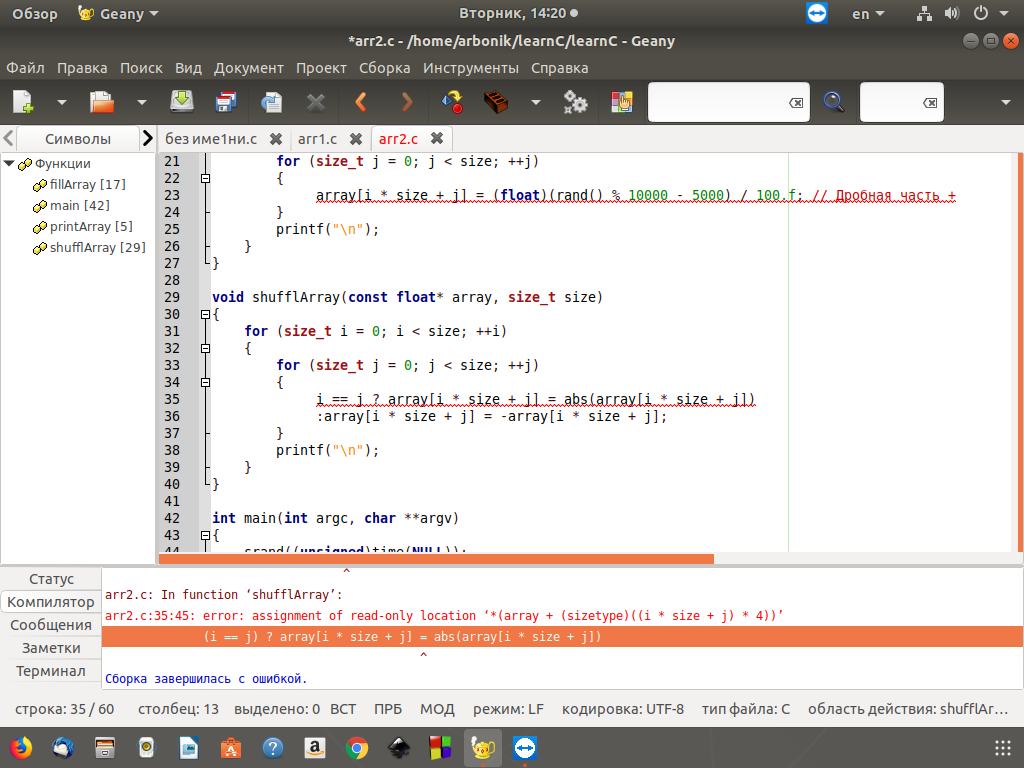 Обзор Geany Вторник, 14:20 en
*arr2.c - /home/arbonik/learnC/learnC - Geany
Файл Правка Поиск Вид Документ Проект Сборка Инструменты Справка
Символы без име1ни.c arr1.c arr2.c
Функции
fillArray [17]
main [42]
printArray [5]
shufflArray [29]
21 for (size_t j = 0; j < size; ++j)
22 {
23 array[i * size + j] = (float)(rand() % 10000 - 5000) / 100.f; // Дробная часть +
24 }
25 printf("\n");
26 }
27 }
28
29 void shufflArray(const float* array, size_t size)
30 {
31 for (size_t i = 0; i < size; ++i)
32 {
33 for (size_t j = 0; j < size; ++j)
34 {
35 i == j ? array[i * size + j] = abs(array[i * size + j])
36 :array[i * size + j] = -array[i * size + j];
37 }
38 printf("\n");
39 }
40 }
41
42 int main(int argc, char **argv)
43 {
44 srand((unsigned)time(NULL));
Статус
Компилятор
Сообщения
Заметки
Терминал
^
arr2.c: In function ‘shufflArray’:
arr2.c:35:45: error: assignment of read-only location ‘*(array + (sizetype)((i * size + j) * 4))’
(i == j) ? array[i * size + j] = abs(array[i * size + j])
^
Сборка завершилась с ошибкой.
строка: 35 / 60 столбец: 13 выделено: 0 ВСТ ПРБ МОД режим: LF кодировка: UTF-8 тип файла: C область действия: shufflAr...